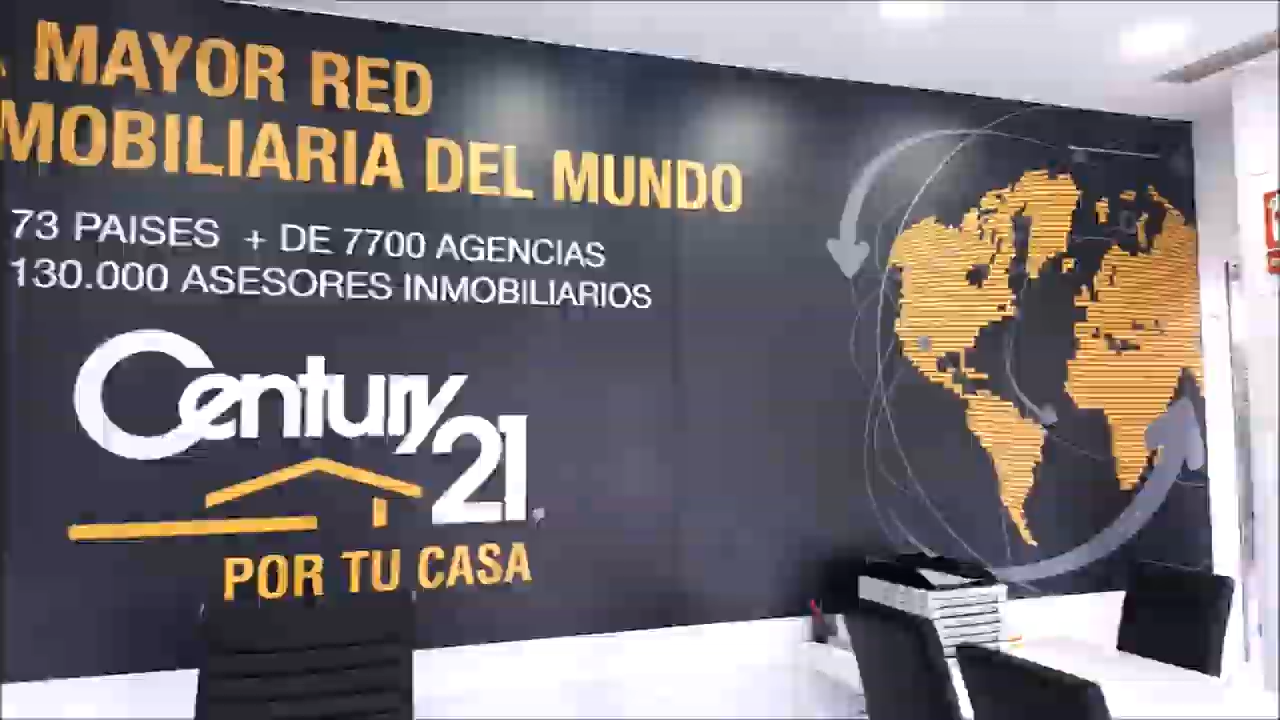 MAYOR RED
MOBILIARIA DEL MUNDO
73 PAISES + DE 7700 AGENCIAS
130.000 ASESORES INMOBILIARIOS
Century 21
POR TU CASA